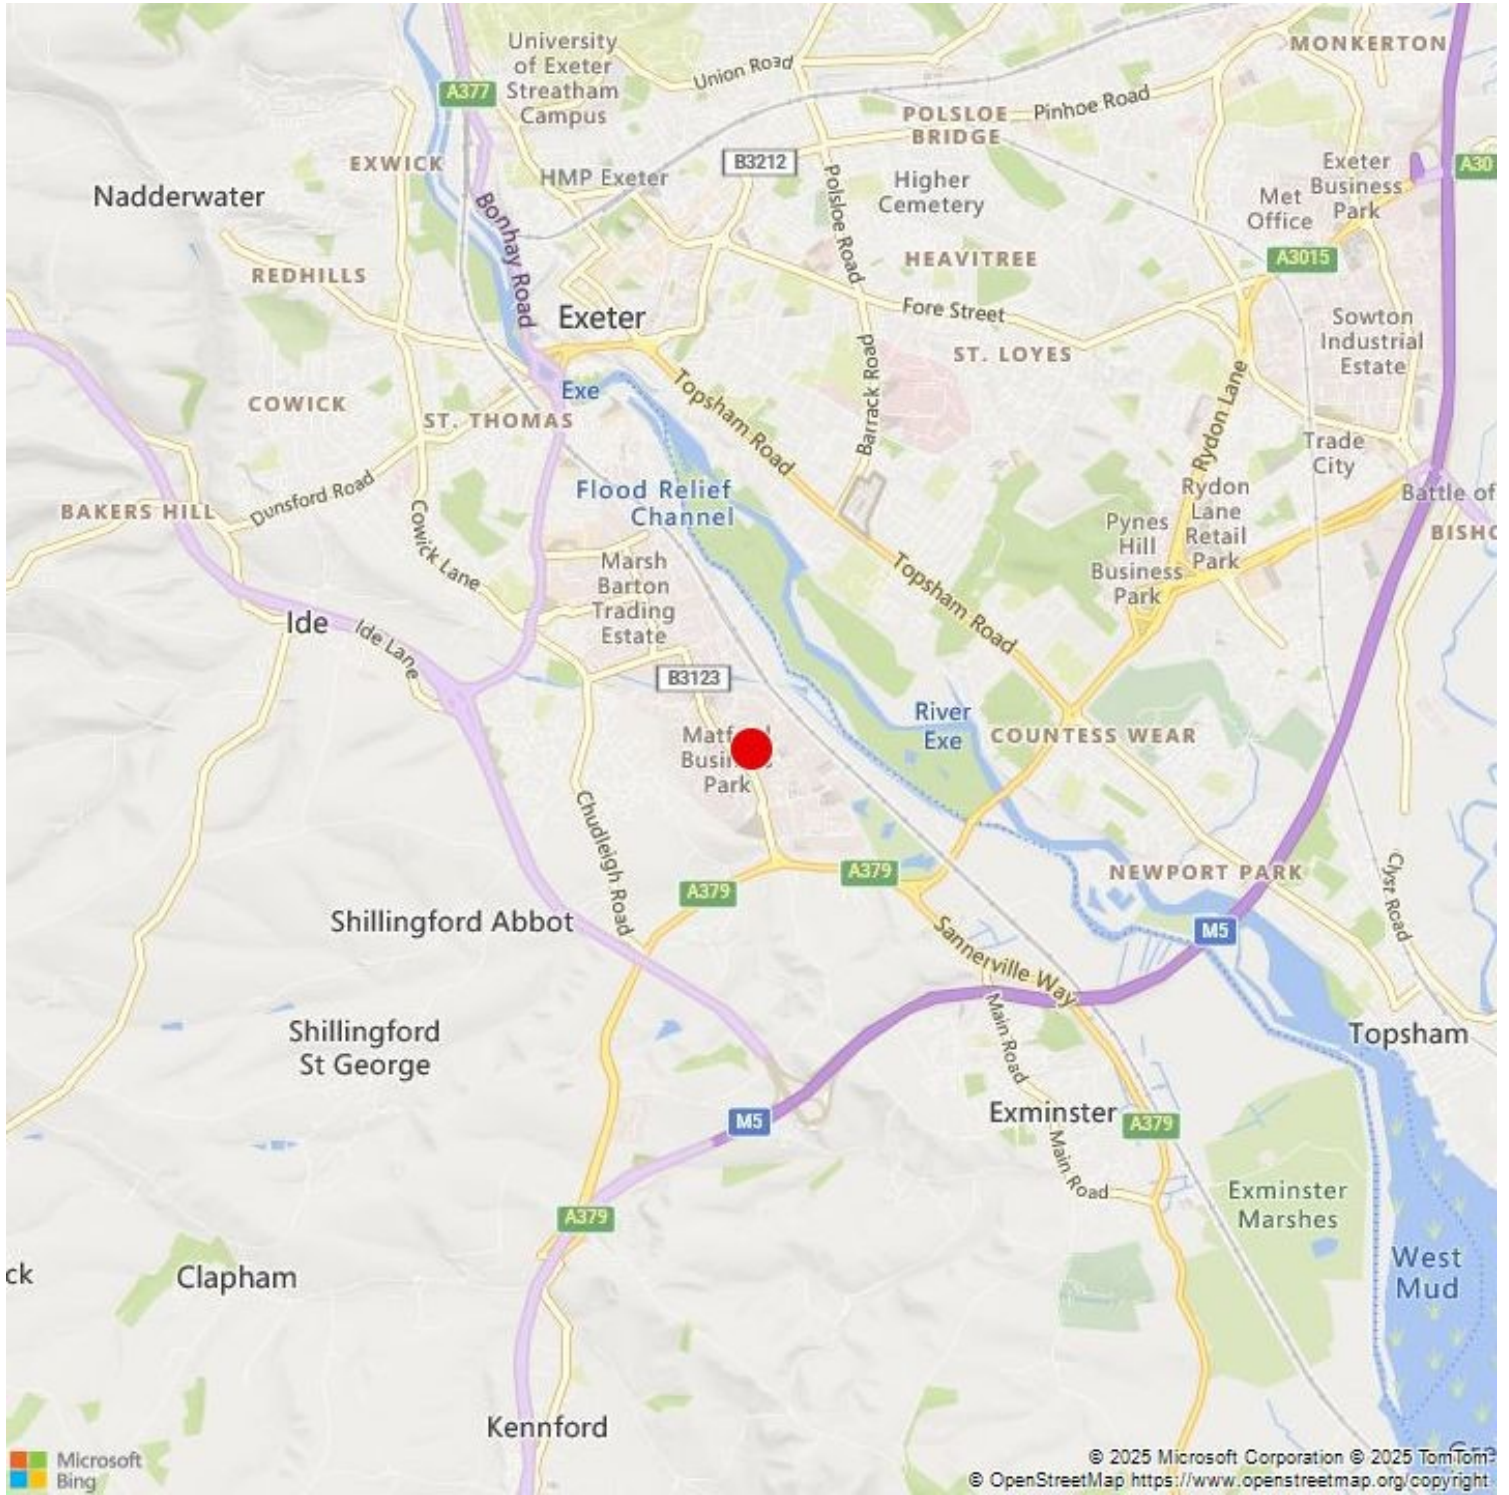 University
of Exeter
Streatham
Campus
A377
Union Road
MONKERTON
POLSLOE
BRIDGE
Pinhoe Road
EXWICK
HMP Exeter
B3212
Higher
Cemetery
Exeter
Business
Park
A30
Met
Office
Nadderwater
Bonhay Road
Polsloe Road
HEAVITREE
A3015
REDHILLS
Exeter
Fore Street
Sowton
Industrial
Estate
ST. LOYES
Barrack Road
Exe
Topsham Road
COWICK
ST. THOMAS
Rydon Lane
Trade
City
Dunsford Road
BAKERS HILL
Flood Relief
Channel
Rydon
Lane
Retail
Park
Battle of
BISHO
Pynes
Hill
Business
Park
Cowick Lane
Marsh
Barton
Trading
Estate
Topsham Road
Ide
Ide Lane
B3123
River
Exe
COUNTESS WEAR
Park
Chudleigh Road
A379
A379
NEWPORT PARK
Clyst Road
Shillingford Abbot
Sannerville Way
M5
Shillingford
St George
Main Road
Topsham
M5
Exminster
A379
Main Road
Exminster
Marshes
A379
West
Mud
ck
Clapham
Kennford
Microsoft
Bing
© 2025 Microsoft Corporation © 2025 TomTom
© OpenStreetMap https://www.openstreetmap.org/copyright